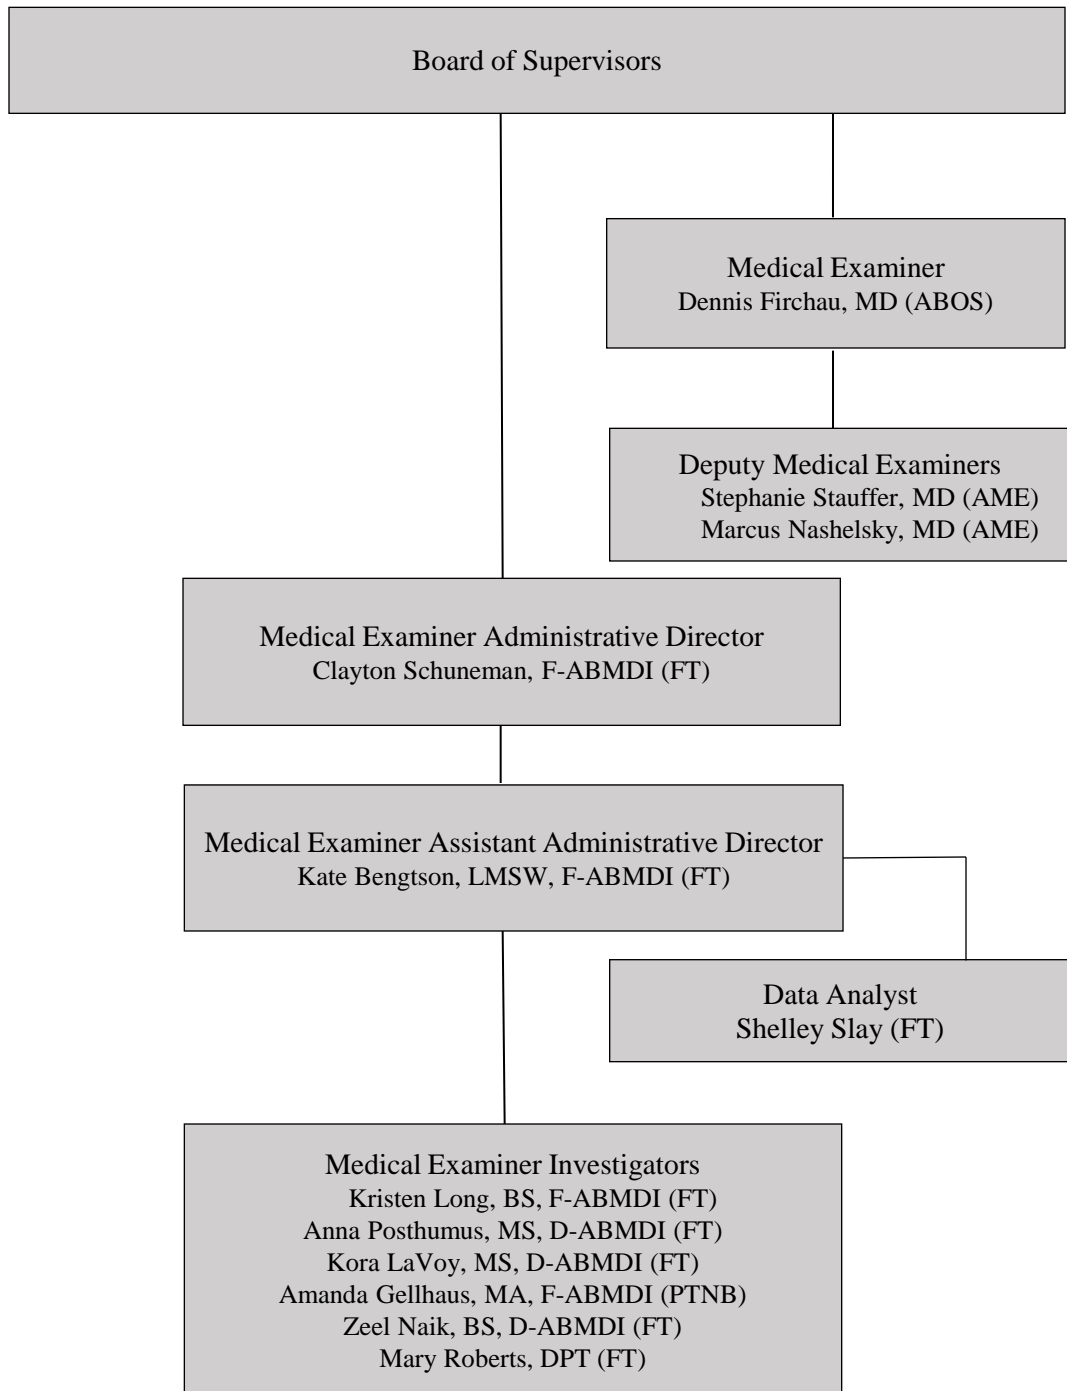 Board of Supervisors
Medical Examiner
Dennis Firchau, MD (ABOS)
Deputy Medical Examiners
Stephanie Stauffer, MD (AME)
Marcus Nashelsky, MD (AME)
Medical Examiner Administrative Director
Clayton Schuneman, F-ABMDI (FT)
Medical Examiner Assistant Administrative Director
Kate Bengtson, LMSW, F-ABMDI (FT)
Data Analyst
Shelley Slay (FT)
Medical Examiner Investigators
Kristen Long, BS, F-ABMDI (FT)
Anna Posthumus, MS, D-ABMDI (FT)
Kora LaVoy, MS, D-ABMDI (FT)
Amanda Gellhaus, MA, F-ABMDI (PTNB)
Zeel Naik, BS, D-ABMDI (FT)
Mary Roberts, DPT (FT)